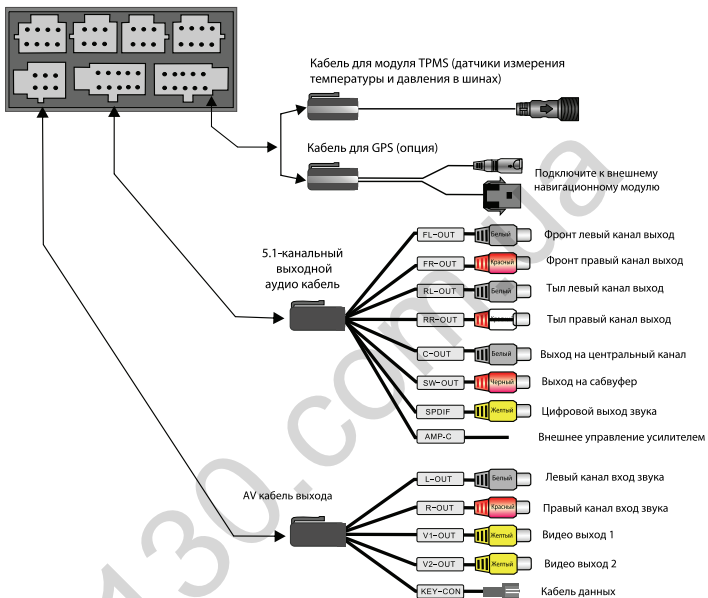 Кабель для модуля TPMS (датчики измерения
температуры и давления в шинах)
Кабель для GPS (опция)
Подключите к внешнему
навигационному модулю
5.1-канальный
выходной
аудио кабель
FL-OUT Белый Фронт левый канал выход
FR-OUT Красный Фронт правый канал выход
RL-OUT Белый Тыл левый канал выход
RR-OUT Тыл правый канал выход
C-OUT Белый Выход на центральный канал
SW-OUT Черный Выход на сабвуфер
SPDIF Желтый Цифровой выход звука
AMP-C Внешнее управление усилителем
AV кабель выхода
L-OUT Белый Левый канал вход звука
R-OUT Красный Правый канал вход звука
V1-OUT Желтый Видео выход 1
V2-OUT Желтый Видео выход 2
KEY-CON Кабель данных
130.com.ua